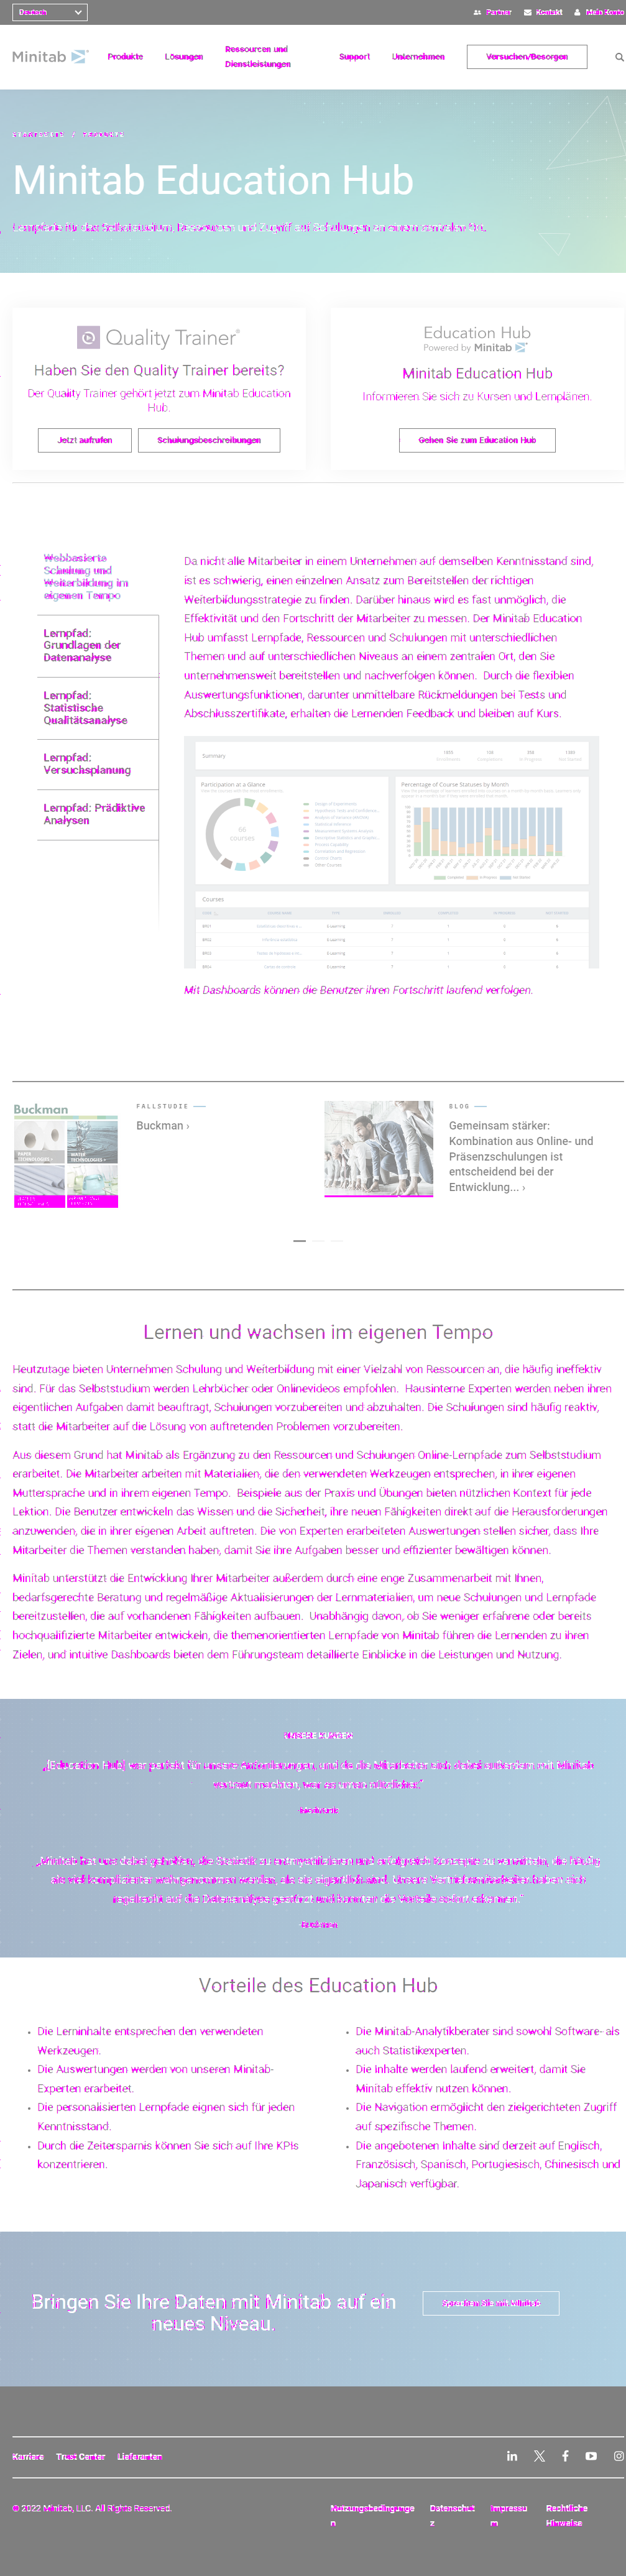 Deutsch
Partner
Kontakt
Mein Konto
Minitab
Produkte
Lösungen
Ressourcen und
Dienstleistungen
Support
Unternehmen
Versuchen/Besorgen
Minitab Education Hub
Lernpfade für das Selbststudium, Ressourcen und Zugriff auf Schulungen an einem zentralen Ort.
Quality Trainer
Haben Sie den Quality Trainer bereits?
Der Quality Trainer gehört jetzt zum Minitab Education
Hub.
Jetzt aufrufen
Schulungsbeschreibungen
Education Hub
Powered by Minitab
Minitab Education Hub
Informieren Sie sich zu Kursen und Lernplänen.
Gehen Sie zum Education Hub
Webbasierte
Schulung und
Weiterbildung im
eigenen Tempo
Lernpfad:
Grundlagen der
Datenanalyse
Lernpfad:
Statistische
Qualitätsanalyse
Lernpfad:
Versuchsplanung
Lernpfad: Prädiktive
Analysen
Da nicht alle Mitarbeiter in einem Unternehmen auf demselben Kenntnisstand sind,
ist es schwierig, einen einzelnen Ansatz zum Bereitstellen der richtigen
Weiterbildungsstrategie zu finden. Darüber hinaus wird es fast unmöglich, die
Effektivität und den Fortschritt der Mitarbeiter zu messen. Der Minitab Education
Hub umfasst Lernpfade, Ressourcen und Schulungen mit unterschiedlichen
Themen und auf unterschiedlichen Niveaus an einem zentralen Ort, den Sie
unternehmensweit bereitstellen und nachverfolgen können. Durch die flexiblen
Auswertungsfunktionen, darunter unmittelbare Rückmeldungen bei Tests und
Abschlusszertifikate, erhalten die Lernenden Feedback und bleiben auf Kurs.
Summary
Participation at a Glance
66
COURSES
Percentage of Course Statuses by Month
Courses
Mit Dashboards können die Benutzer ihren Fortschritt laufend verfolgen.
Buckman
FALLSTUDIE
Buckman ›
BLOG
Gemeinsam stärker:
Kombination aus Online- und
Präsenzschulungen ist
entscheidend bei der
Entwicklung... ›
Lernen und wachsen im eigenen Tempo
Heutzutage bieten Unternehmen Schulung und Weiterbildung mit einer Vielzahl von Ressourcen an, die häufig ineffektiv
sind. Für das Selbststudium werden Lehrbücher oder Onlinevideos empfohlen. Hausinterne Experten werden neben ihren
eigentlichen Aufgaben damit beauftragt, Schulungen vorzubereiten und abzuhalten. Die Schulungen sind häufig reaktiv,
statt die Mitarbeiter auf die Lösung von auftretenden Problemen vorzubereiten.
Aus diesem Grund hat Minitab als Ergänzung zu den Ressourcen und Schulungen Online-Lernpfade zum Selbststudium
erarbeitet. Die Mitarbeiter arbeiten mit Materialien, die den verwendeten Werkzeugen entsprechen, in ihrer eigenen
Muttersprache und in ihrem eigenen Tempo. Beispiele aus der Praxis und Übungen bieten nützlichen Kontext für jede
Lektion. Die Benutzer entwickeln das Wissen und die Sicherheit, ihre neuen Fähigkeiten direkt auf die Herausforderungen
anzuwenden, die in ihrer eigenen Arbeit auftreten. Die von Experten erarbeiteten Auswertungen stellen sicher, dass Ihre
Mitarbeiter die Themen verstanden haben, damit Sie ihre Aufgaben besser und effizienter bewältigen können.
Minitab unterstützt die Entwicklung Ihrer Mitarbeiter außerdem durch eine enge Zusammenarbeit mit Ihnen,
bedarfsgerechte Beratung und regelmäßige Aktualisierungen der Lernmaterialien, um neue Schulungen und Lernpfade
bereitzustellen, die auf vorhandenen Fähigkeiten aufbauen. Unabhängig davon, ob Sie weniger erfahrene oder bereits
hochqualifizierte Mitarbeiter entwickeln, die themenorientierten Lernpfade von Minitab führen die Lernenden zu ihren
Zielen, und intuitive Dashboards bieten dem Führungsteam detaillierte Einblicke in die Leistungen und Nutzung.
UNSERE KUNDEN
Buckman
Vorteile des Education Hub
Die Lerninhalte entsprechen den verwendeten
Werkzeugen.
Die Auswertungen werden von unseren Minitab-
Experten erarbeitet.
Die personalisierten Lernpfade eignen sich für jeden
Kenntnisstand.
Durch die Zeitersparnis können Sie sich auf Ihre KPIs
konzentrieren.
Die Minitab-Analytikberater sind sowohl Software- als
auch Statistikexperten.
Die Inhalte werden laufend erweitert, damit Sie
Minitab effektiv nutzen können.
Die Navigation ermöglicht den zielgerichteten Zugriff
auf spezifische Themen.
Die angebotenen Inhalte sind derzeit auf Englisch,
Französisch, Spanisch, Portugiesisch, Chinesisch und
Japanisch verfügbar.
Bringen Sie Ihre Daten mit Minitab auf ein
neues Niveau.
Sprechen Sie mit Minitab
Karriere
Trust Center
Lieferanten
© 2022 Minitab, LLC. All Rights Reserved.
Nutzungsbedingunge
n
Datenschut
z
Impressu
m
Rechtliche
Hinweise